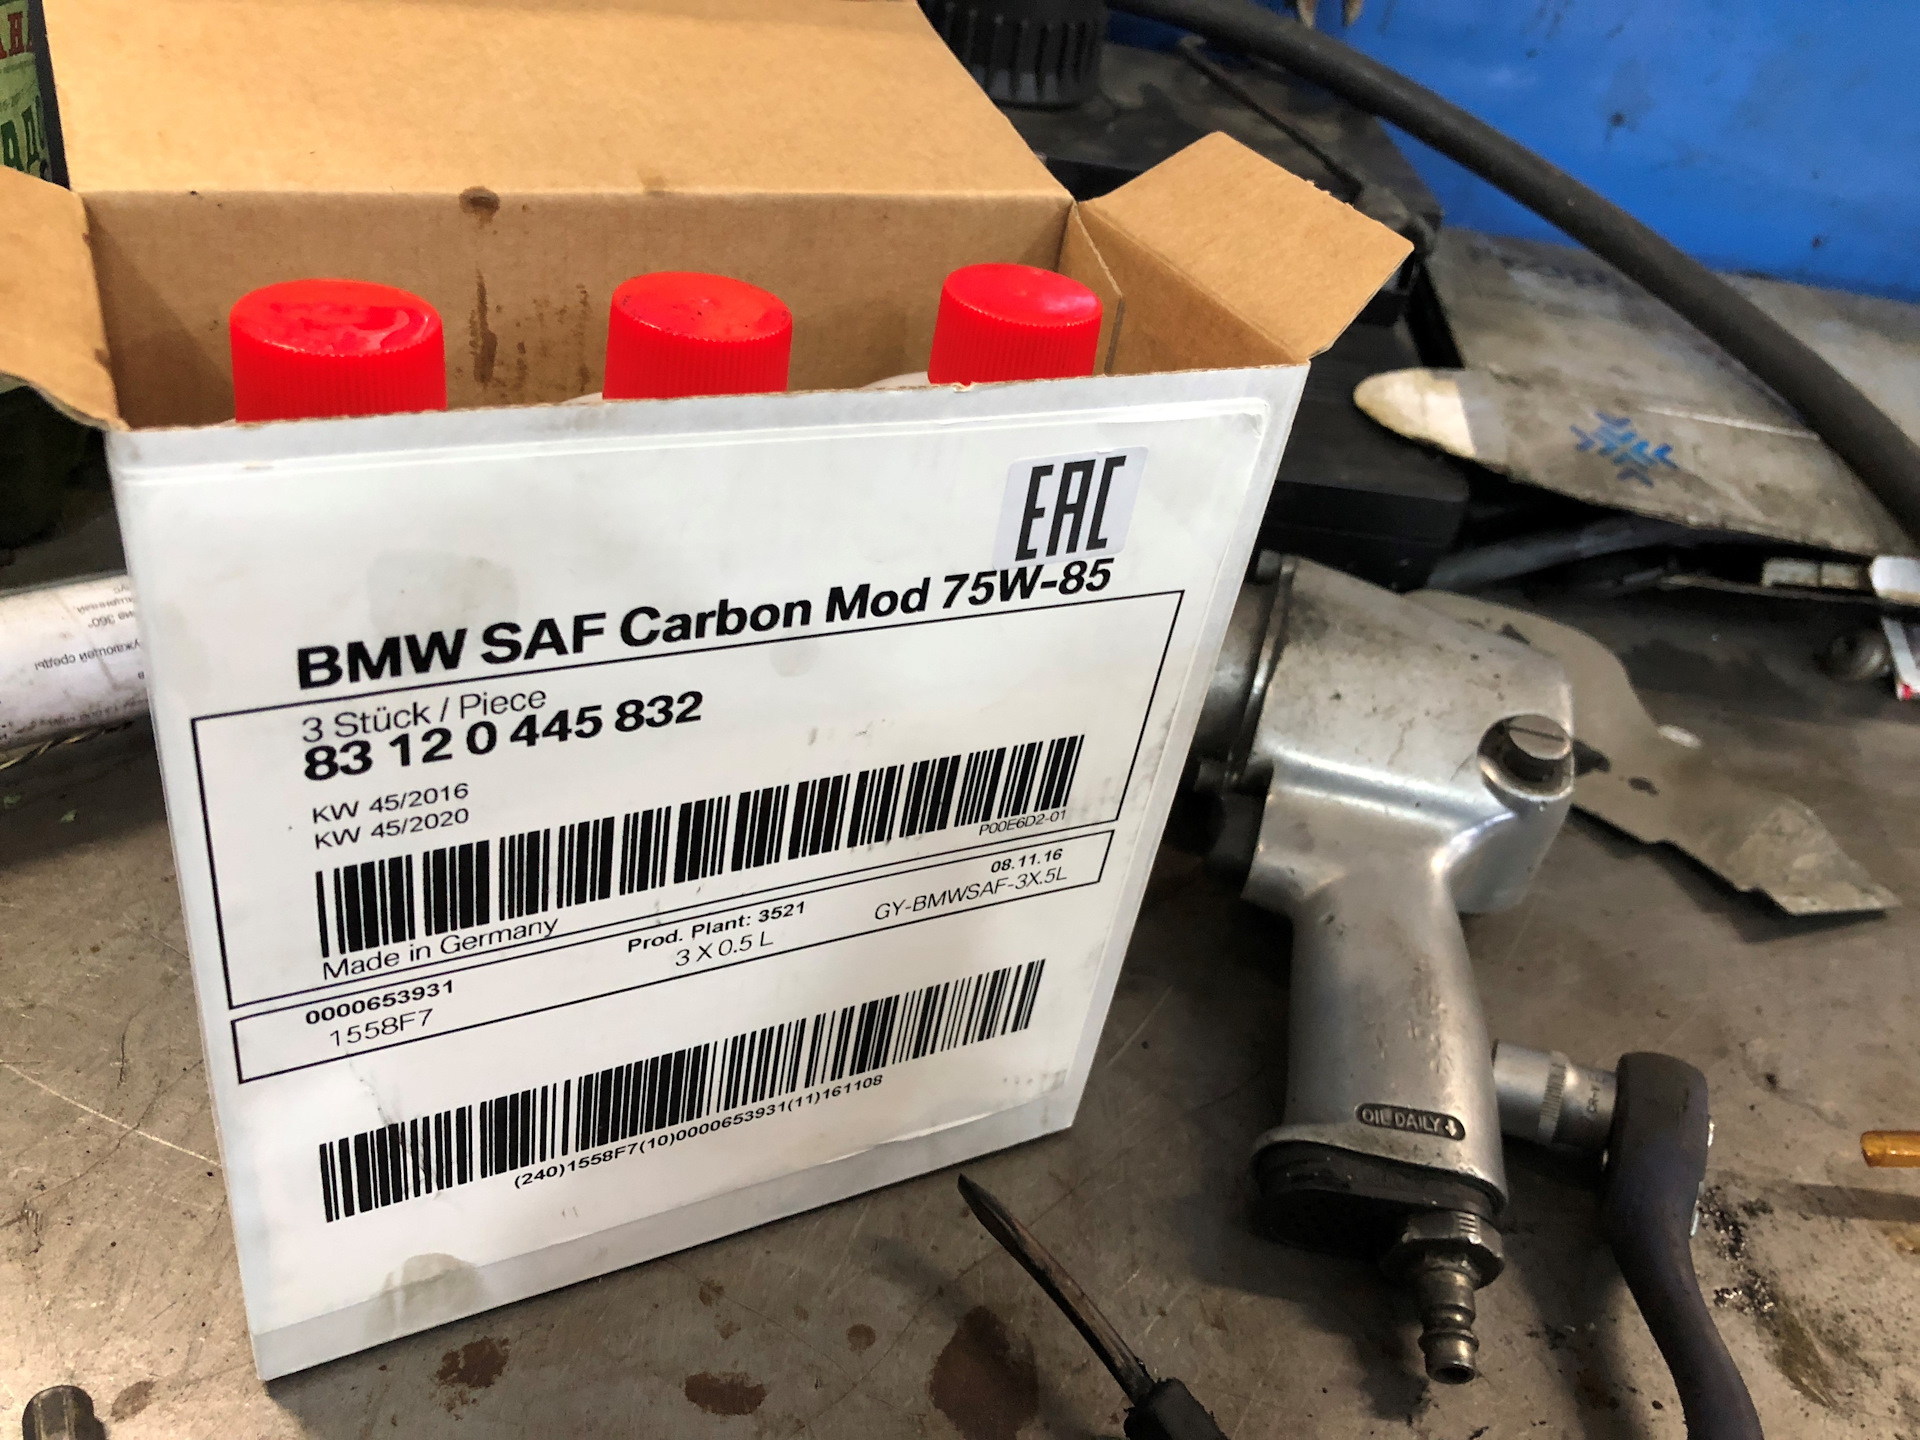 EAC
BMW SAF Carbon Mod 75W-85
3 Stück / Piece
83 12 0 445 832
KW 45/2016
KW 45/2020
P00E6D2-01
Made in Germany
0000653931
Prod. Plant: 3521
08.11.16
1558F7
3 X 0.5 L
GY-BMWSAF-3X.5L
(240)1558F7(10)0000653931(11)161108
OIL DAILY